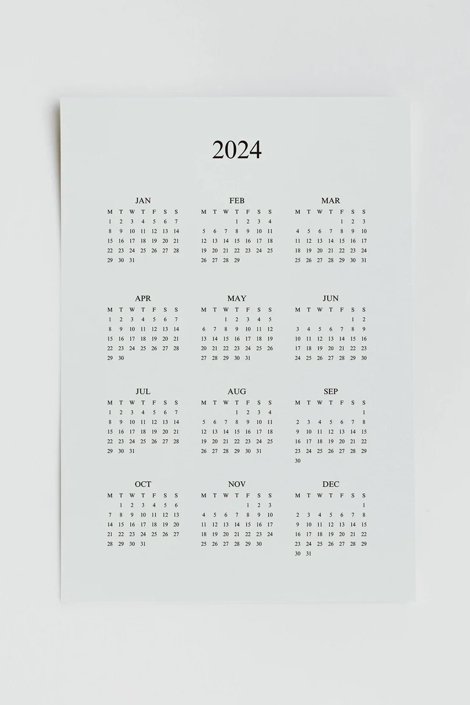 2024
JAN FEB MAR
M T W T F S S M T W T F S S M T W T F S S
1 2 3 4 5 6 7 1 2 3 4 1 2 3
8 9 10 11 12 13 14 5 6 7 8 9 10 11 4 5 6 7 8 9 10
15 16 17 18 19 20 21 12 13 14 15 16 17 18 11 12 13 14 15 16 17
22 23 24 25 26 27 28 19 20 21 22 23 24 25 18 19 20 21 22 23 24
29 30 31 26 27 28 29 25 26 27 28 29 30 31
APR MAY JUN
M T W T F S S M T W T F S S M T W T F S S
1 2 3 4 5 6 7 1 2 3 4 5 1 2
8 9 10 11 12 13 14 6 7 8 9 10 11 12 3 4 5 6 7 8 9
15 16 17 18 19 20 21 13 14 15 16 17 18 19 10 11 12 13 14 15 16
22 23 24 25 26 27 28 20 21 22 23 24 25 26 17 18 19 20 21 22 23
29 30 27 28 29 30 31 24 25 26 27 28 29 30
JUL AUG SEP
M T W T F S S M T W T F S S M T W T F S S
1 2 3 4 5 6 7 1 2 3 4 1
8 9 10 11 12 13 14 5 6 7 8 9 10 11 2 3 4 5 6 7 8
15 16 17 18 19 20 21 12 13 14 15 16 17 18 9 10 11 12 13 14 15
22 23 24 25 26 27 28 19 20 21 22 23 24 25 16 17 18 19 20 21 22
29 30 31 26 27 28 29 30 31 23 24 25 26 27 28 29
30
OCT NOV DEC
M T W T F S S M T W T F S S M T W T F S S
1 2 3 4 5 6 1 2 3 1
7 8 9 10 11 12 13 4 5 6 7 8 9 10 2 3 4 5 6 7 8
14 15 16 17 18 19 20 11 12 13 14 15 16 17 9 10 11 12 13 14 15
21 22 23 24 25 26 27 18 19 20 21 22 23 24 16 17 18 19 20 21 22
28 29 30 31 25 26 27 28 29 30 23 24 25 26 27 28 29
30 31